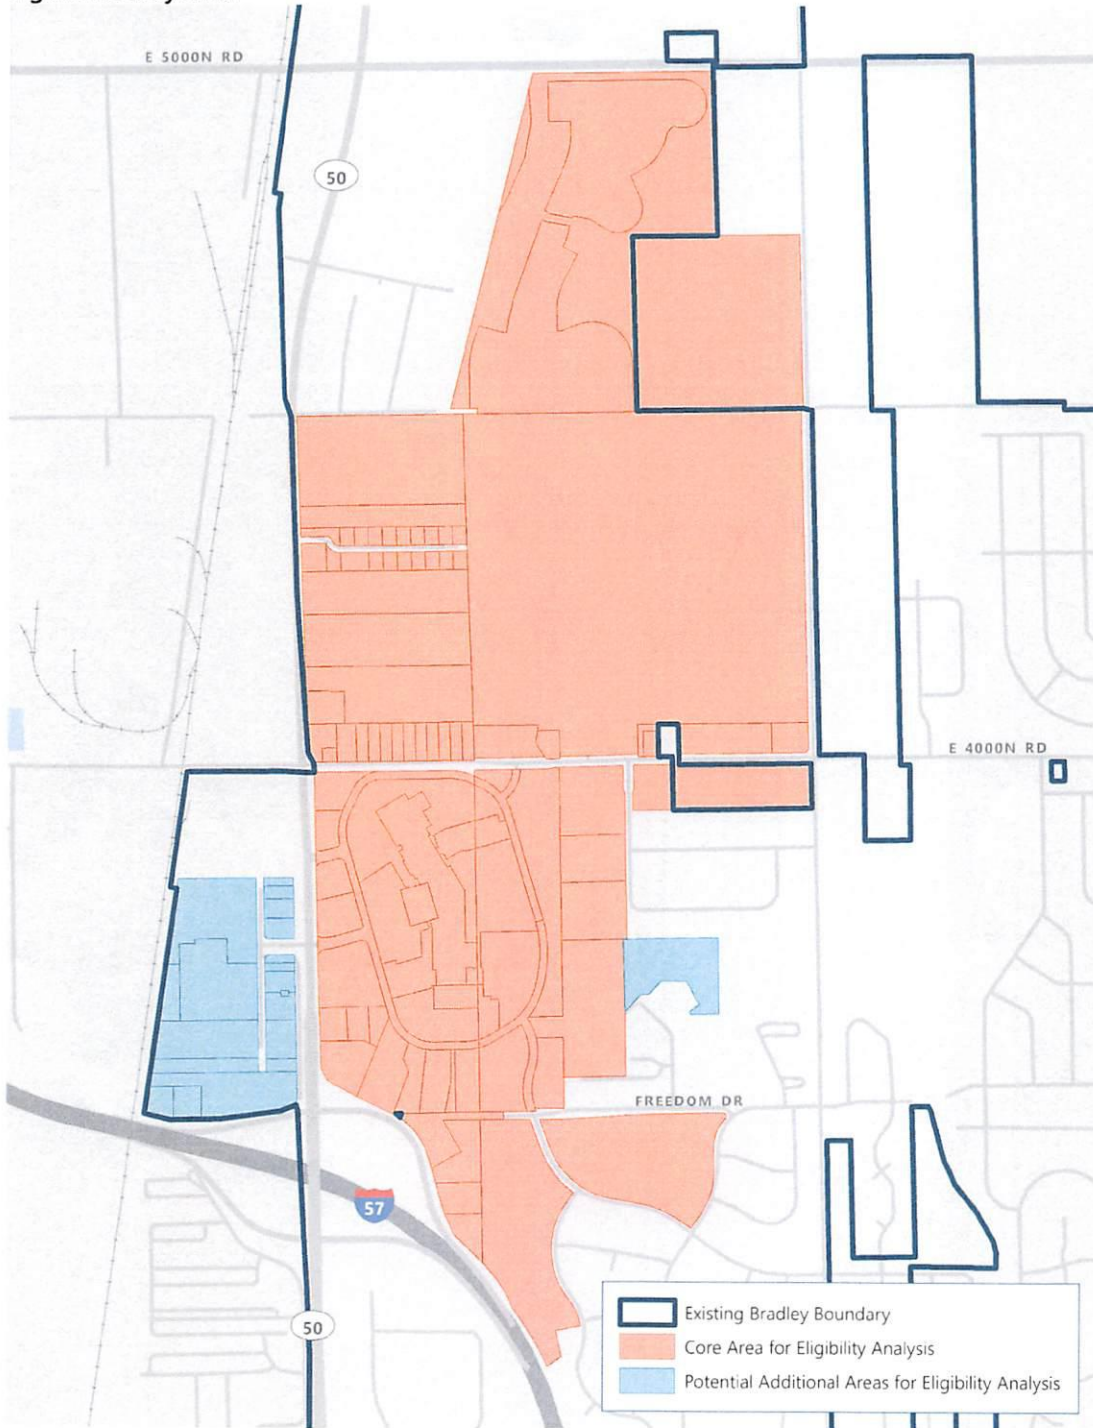 E 5000N RD
50
E 4000N RD
FREEDOM DR
57
50
Existing Bradley Boundary
Core Area for Eligibility Analysis
Potential Additional Areas for Eligibility Analysis